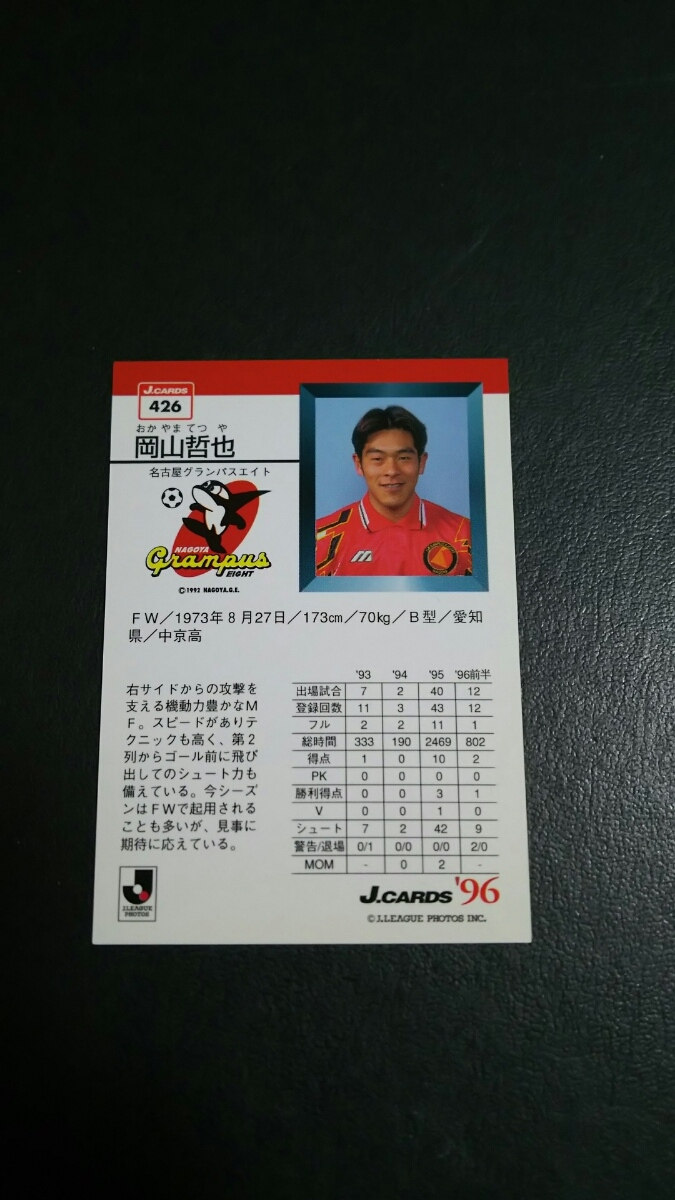 J.CARDS
426
おかやまてつや
岡山哲也
名古屋グランパスエイト
NAGOYA
Grampus
EIGHT
©1992 NAGOYA.G.E.
FW/1973年8月27日/173cm/70kg/B型/愛知
県/中京高
右サイドからの攻撃を
支える機動力豊かなM
F。スピードがありテ
クニックも高く、第2
列からゴール前に飛び
出してのシュート力も
備えている。今シーズ
ンはFWで起用される
ことも多いが、見事に
期待に応えている。
'93 '94 '95 '96前半
出場試合 7 2 40 12
登録回数 11 3 43 12
フル 2 2 11 1
総時間 333 190 2469 802
得点 1 0 10 2
PK 0 0 0 0
勝利得点 0 0 3 1
V 0 0 1 0
シュート 7 2 42 9
警告/退場 0/1 0/0 0/0 2/0
MOM - 0 2 -
J.LEAGUE
PHOTOS
J.CARDS '96
©J.LEAGUE PHOTOS INC.